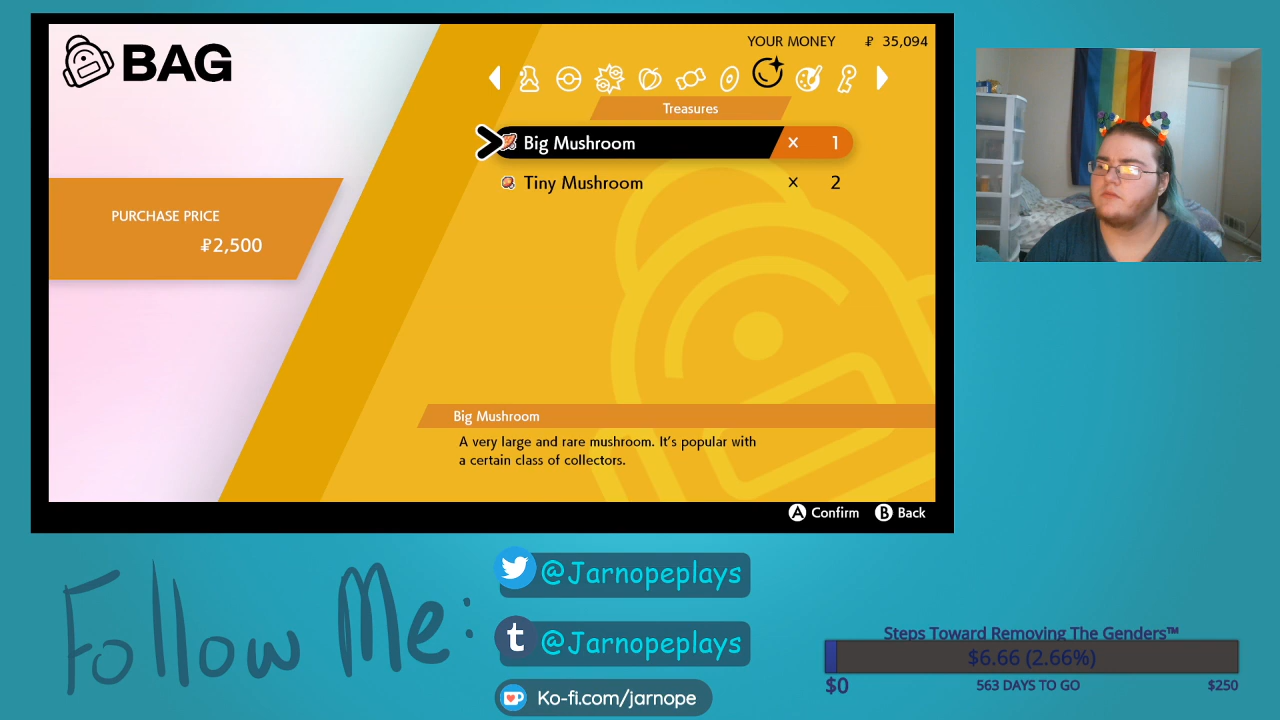 BAG
YOUR MONEY ₽ 35,094
Treasures
Big Mushroom × 1
Tiny Mushroom × 2
PURCHASE PRICE
₽2,500
Big Mushroom
A very large and rare mushroom. It's popular with
a certain class of collectors.
A Confirm B Back
Follow Me:
@Jarnopeplays
t @Jarnopeplays
Ko-fi.com/jarnope
Steps Toward Removing The Genders™
$6.66 (2.66%)
$0 563 DAYS TO GO $250